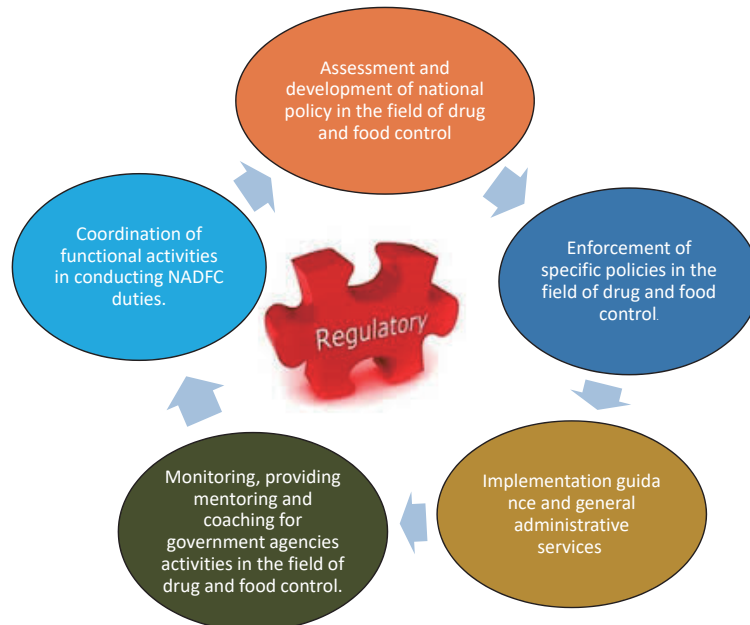 Assessment and
development of national
policy in the field of drug
and food control
Enforcement of
specific policies in the
field of drug and food
control.
Implementation guida
nce and general
administrative
services
Monitoring, providing
mentoring and
coaching for
government agencies
activities in the field of
drug and food control.
Coordination of
functional activities
in conducting NADFC
duties.
Regulatory